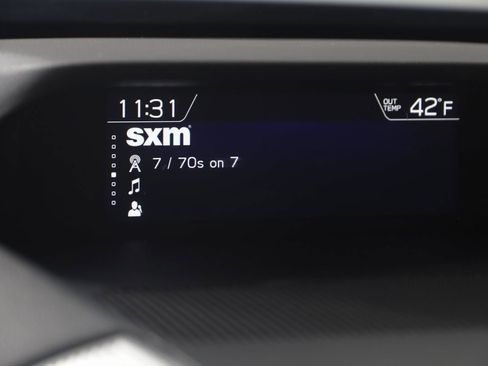 11:31
OUT TEMP 42°F
sxm
7 / 70s on 7